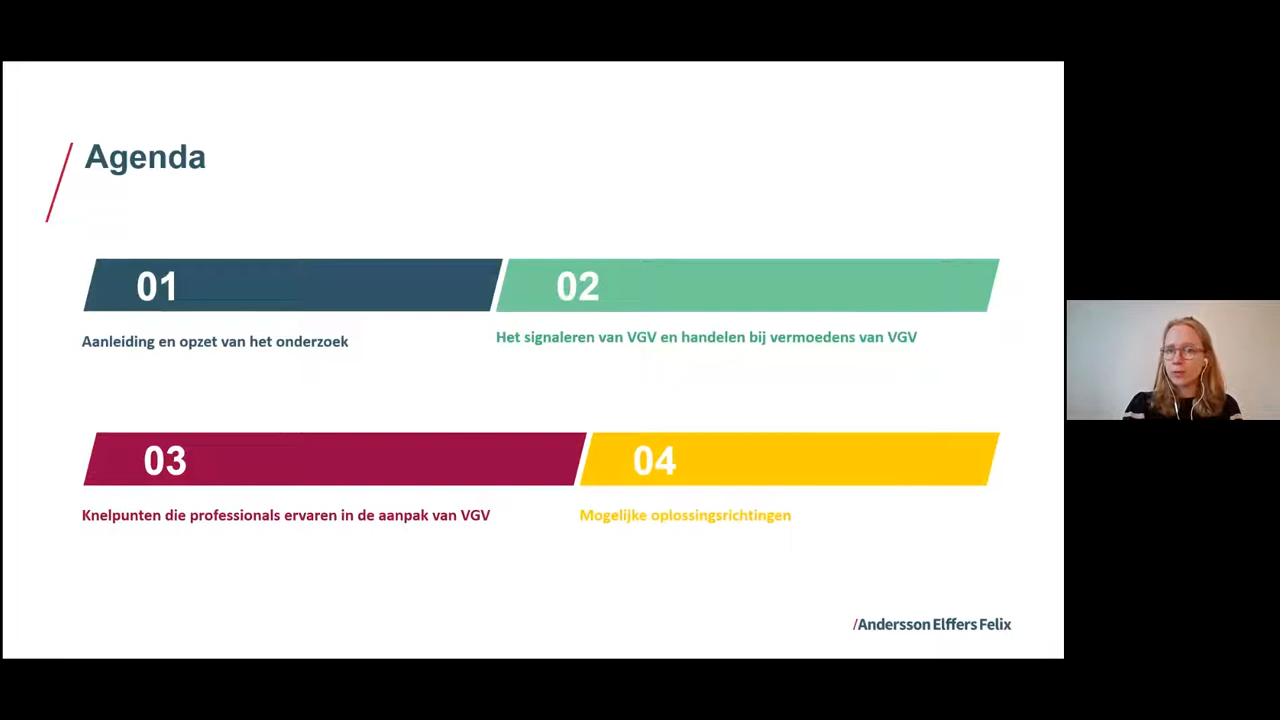 Agenda
01
02
Aanleiding en opzet van het onderzoek
Het signaleren van VGV en handelen bij vermoedens van VGV
03
04
Knelpunten die professionals ervaren in de aanpak van VGV
Mogelijke oplossingsrichtingen
/Andersson Elffers Felix